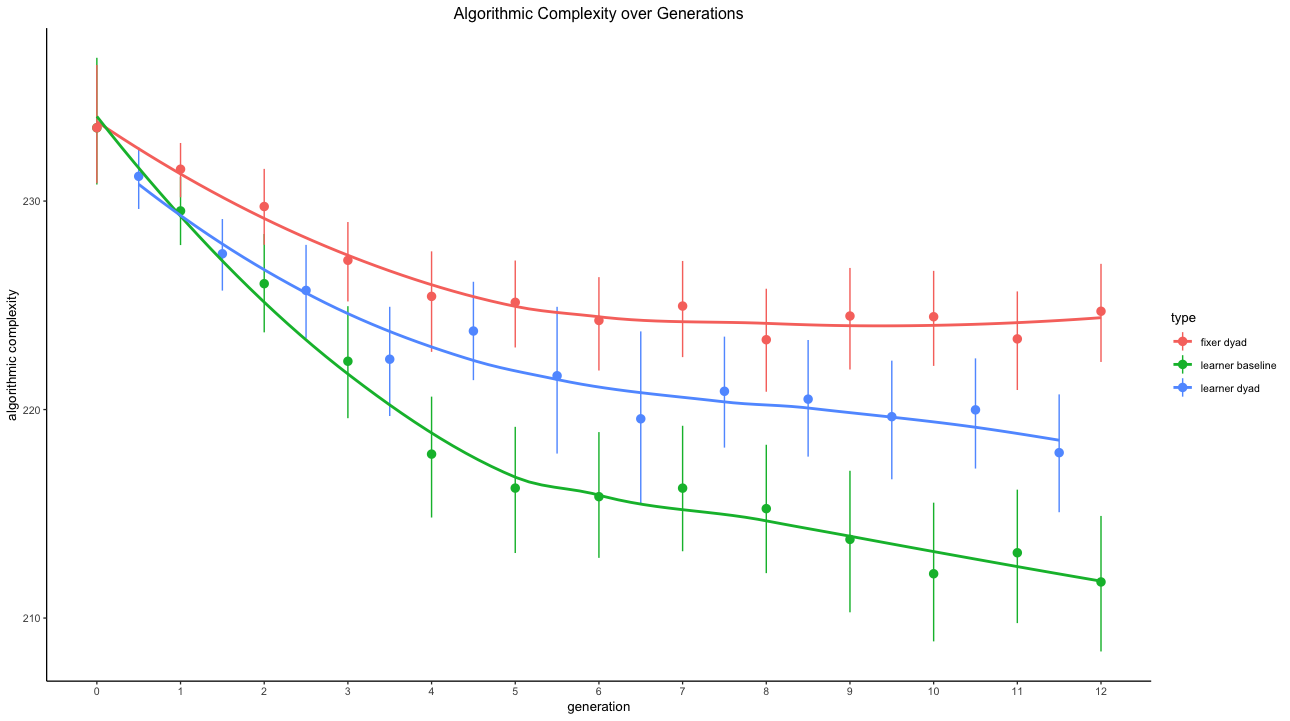 Algorithmic Complexity over Generations
algorithmic complexity
230
220
210
0 1 2 3 4 5 6 7 8 9 10 11 12
generation
type
fixer dyad
learner baseline
learner dyad